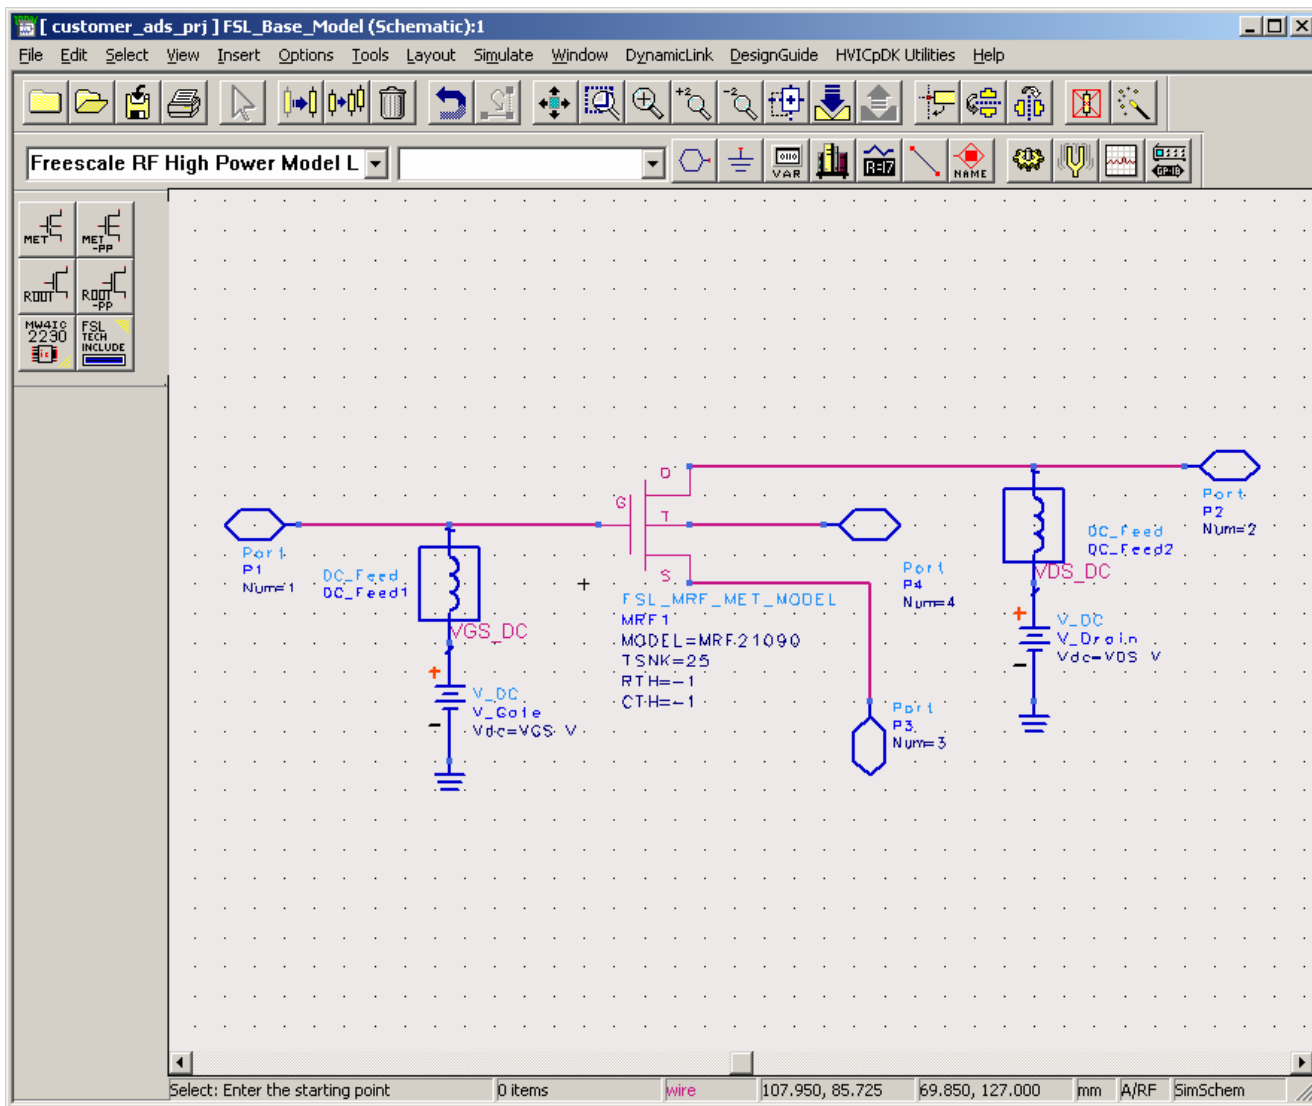 [ customer_ads_prj ] FSL_Base_Model (Schematic):1
File Edit Select View Insert Options Tools Layout Simulate Window DynamicLink DesignGuide HVICpDK Utilities Help
+2 -2
Freescale RF High Power Model L
VAR
NAME
GPIB
MET
MET
-PP
ROOT
ROOT
-PP
MW4IC
2230
FSL
TECH
INCLUDE
D
G
T
S
Port
P1
Num=1
DC_Feed
DC_Feed1
VGS_DC
+
-
V_DC
V_Gate
Vdc=VGS V
FSL_MRF_MET_MODEL
MRF1
MODEL=MRF21090
TSNK=25
RTH=-1
CTH=-1
Port
P4
Num=4
Port
P3
Num=3
Port
P2
Num=2
DC_Feed
DC_Feed2
VDS_DC
+
-
V_DC
V_Drain
Vdc=VDS V
Select: Enter the starting point 0 items wire 107.950, 85.725 69.850, 127.000 mm A/RF SimSchem